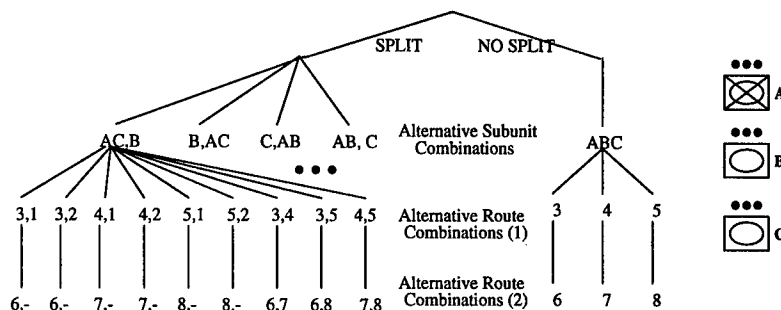 SPLIT NO SPLIT
A
AC,B B,AC C,AB AB, C Alternative Subunit Combinations ABC
B
3,1 3,2 4,1 4,2 5,1 5,2 3,4 3,5 4,5 Alternative Route Combinations (1) 3 4 5
C
6,- 6,- 7,- 7,- 8,- 8,- 6,7 6,8 7,8 Alternative Route Combinations (2) 6 7 8